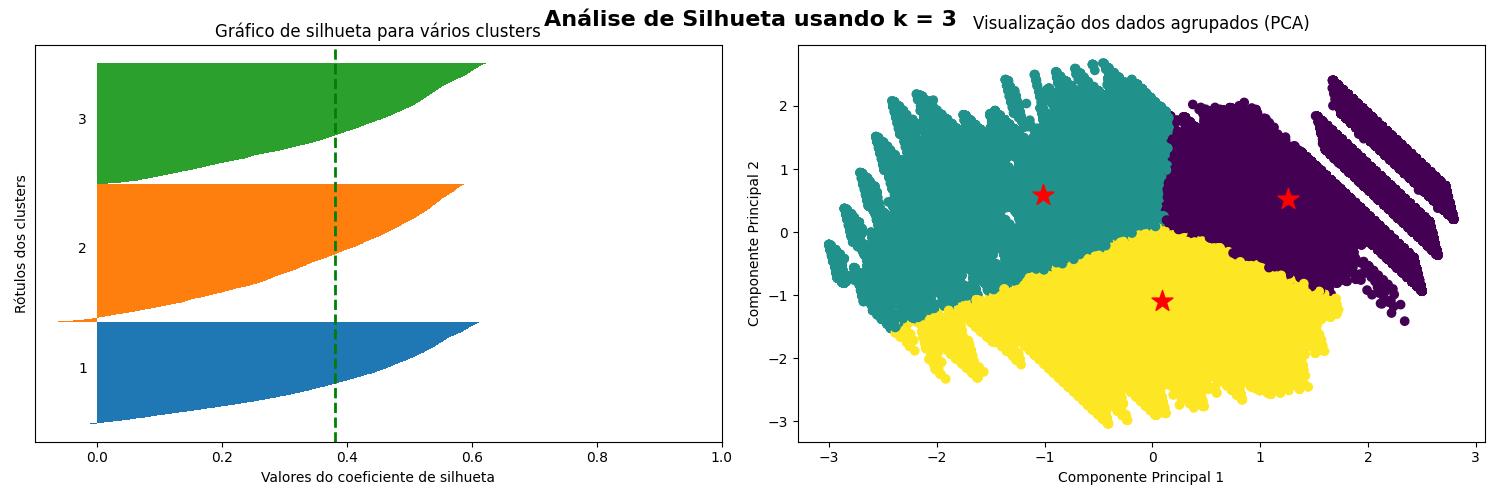 Análise de Silhueta usando k = 3
Gráfico de silhueta para vários clusters
3
2
1
Rótulos dos clusters
0.0 0.2 0.4 0.6 0.8 1.0
Valores do coeficiente de silhueta
Visualização dos dados agrupados (PCA)
2
1
0
−1
−2
−3
Componente Principal 2
−3 −2 −1 0 1 2 3
Componente Principal 1